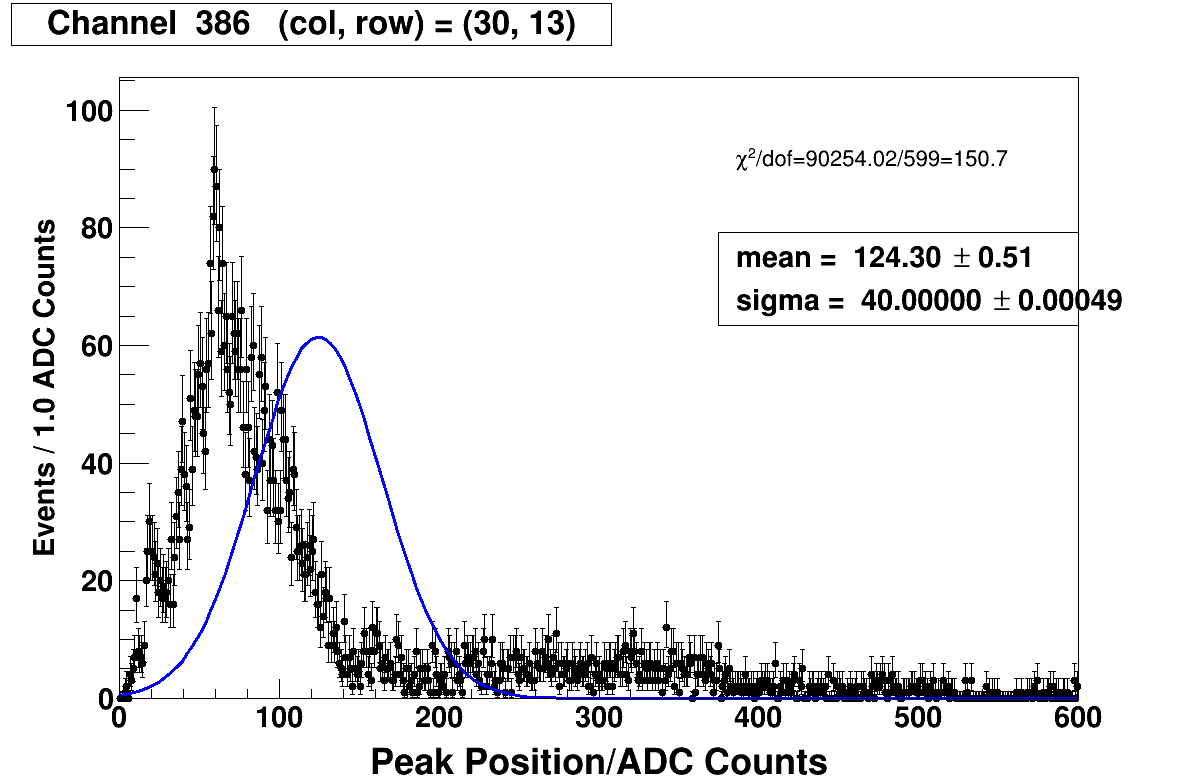 Channel 386 (col, row) = (30, 13)
χ²/dof=90254.02/599=150.7
mean = 124.30 ± 0.51
sigma = 40.00000 ± 0.00049
Events / 1.0 ADC Counts
100
80
60
40
20
0
0 100 200 300 400 500 600
Peak Position/ADC Counts